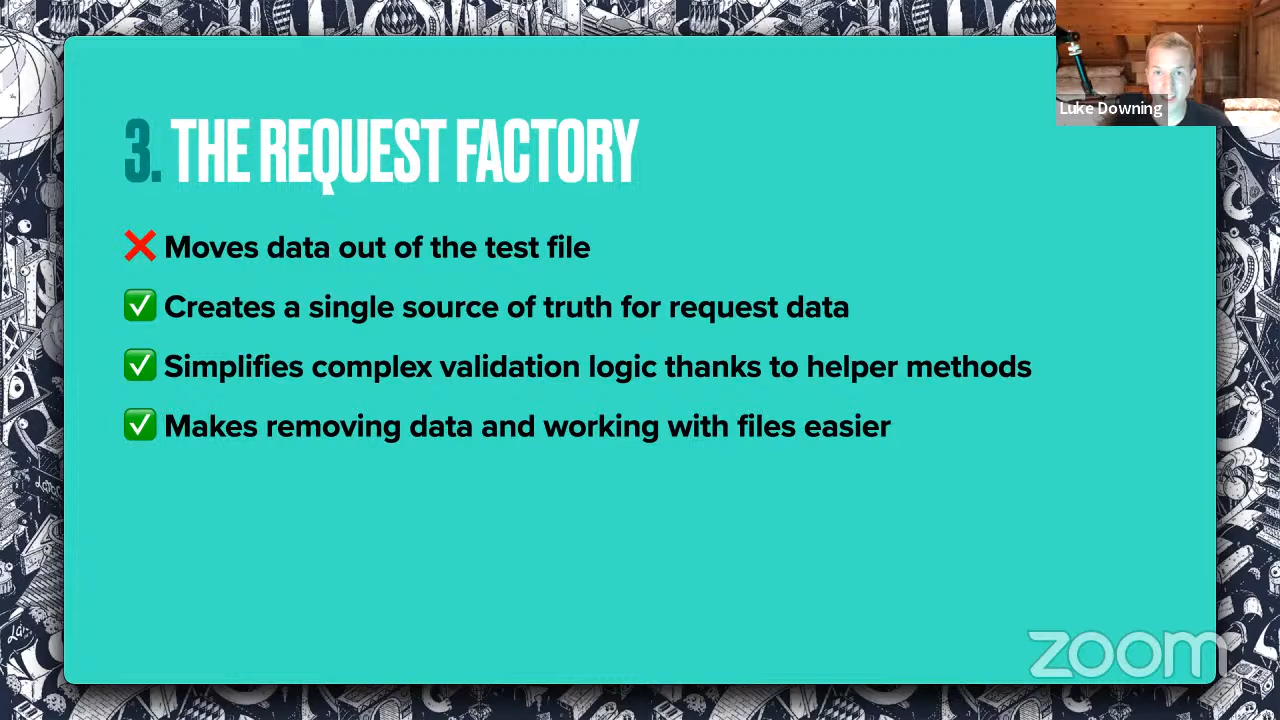 Luke Downing
3. THE REQUEST FACTORY
❌ Moves data out of the test file
✅ Creates a single source of truth for request data
✅ Simplifies complex validation logic thanks to helper methods
✅ Makes removing data and working with files easier
zoom